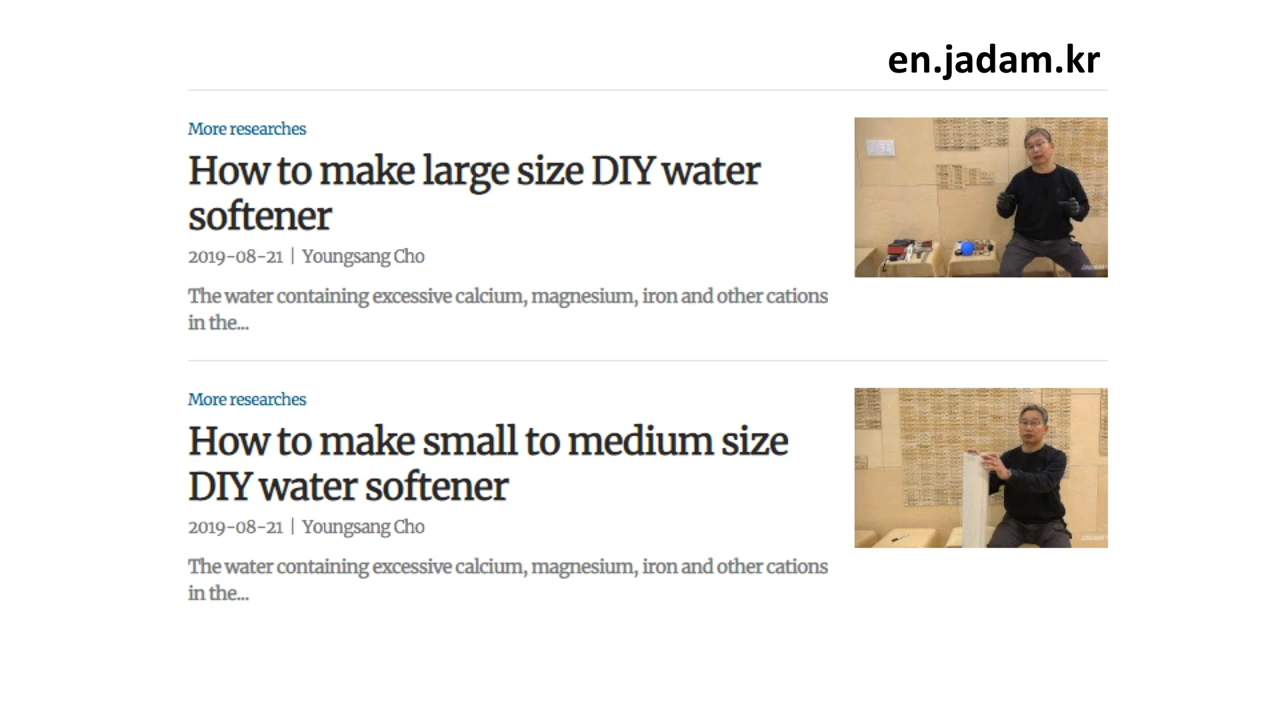 en.jadam.kr
More researches
How to make large size DIY water
softener
2019-08-21 | Youngsang Cho
The water containing excessive calcium, magnesium, iron and other cations
in the...
More researches
How to make small to medium size
DIY water softener
2019-08-21 | Youngsang Cho
The water containing excessive calcium, magnesium, iron and other cations
in the...